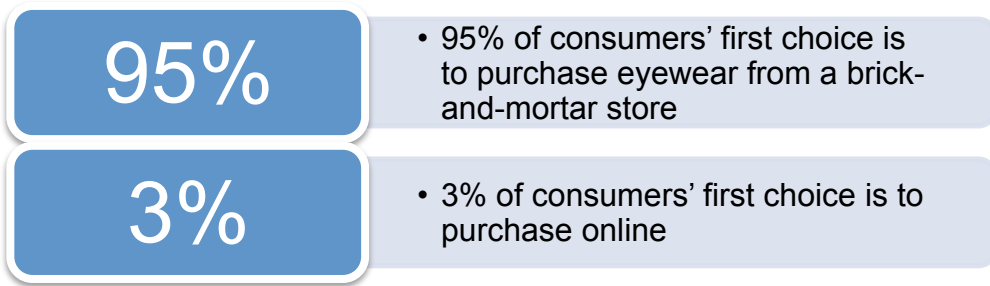 95%
• 95% of consumers’ first choice is
to purchase eyewear from a brick-
and-mortar store
3%
• 3% of consumers’ first choice is to
purchase online